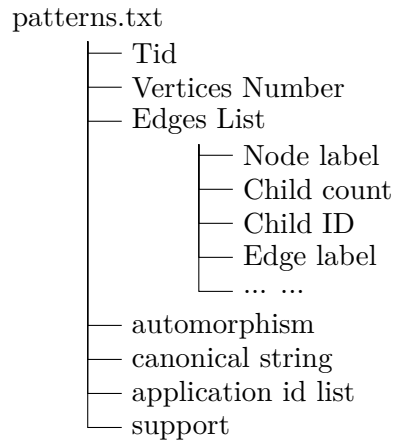 patterns.txt
Tid
Vertices Number
Edges List
Node label
Child count
Child ID
Edge label
... ...
automorphism
canonical string
application id list
support